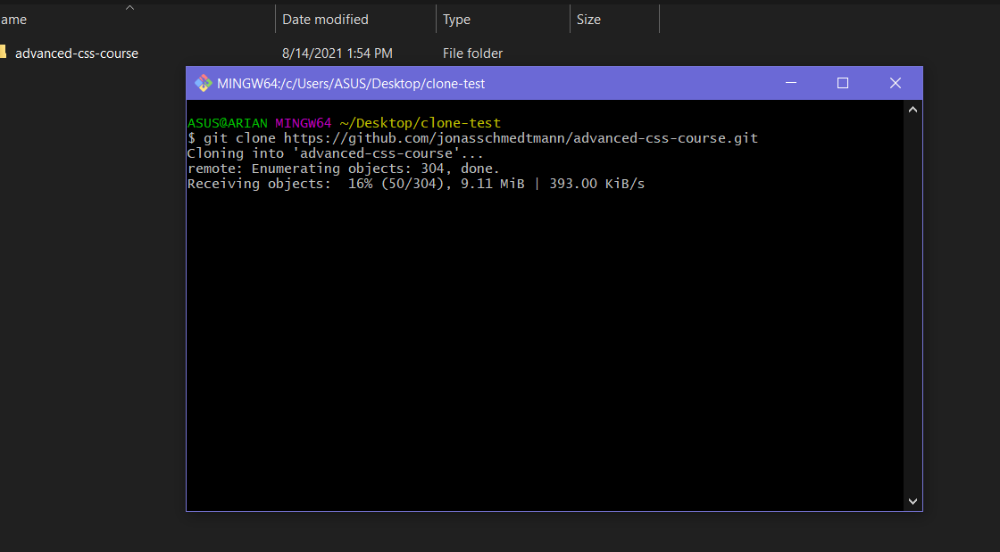 ame Date modified Type Size
advanced-css-course 8/14/2021 1:54 PM File folder
MINGW64:/c/Users/ASUS/Desktop/clone-test
ASUS@ARIAN MINGW64 ~/Desktop/clone-test
$ git clone https://github.com/jonasschmedtmann/advanced-css-course.git
Cloning into 'advanced-css-course'...
remote: Enumerating objects: 304, done.
Receiving objects:  16% (50/304), 9.11 MiB | 393.00 KiB/s